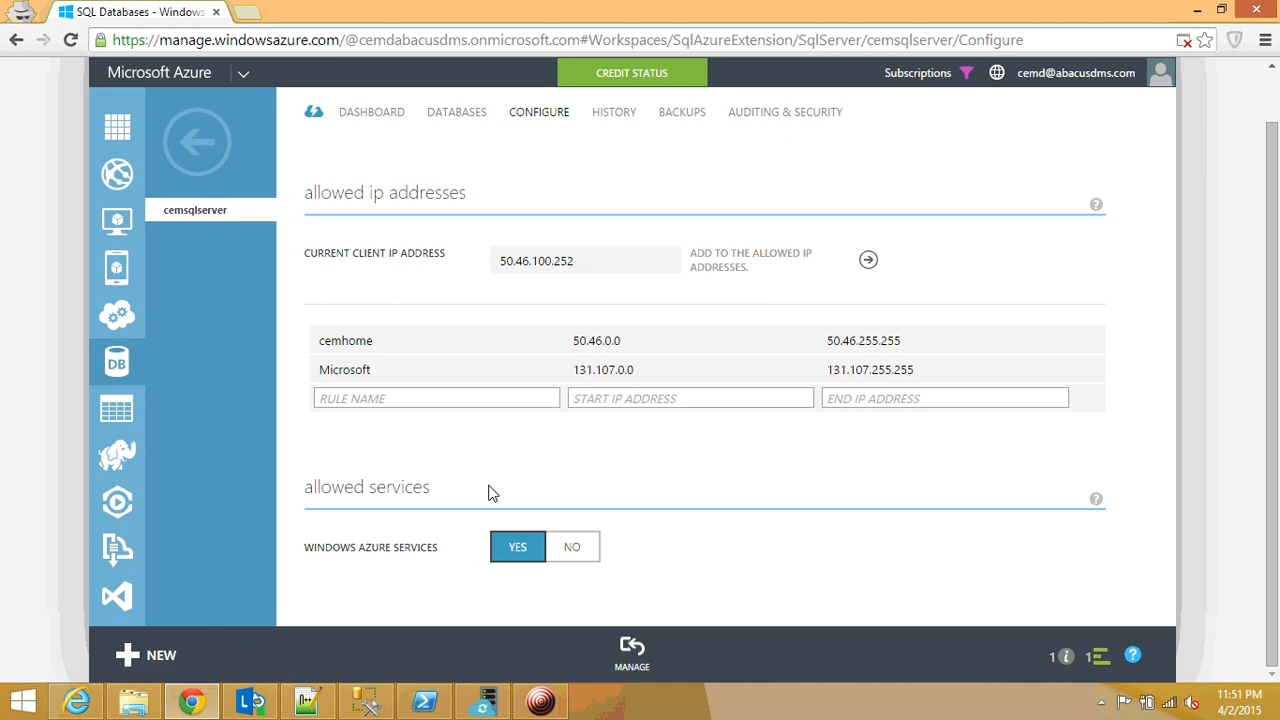 SQL Databases - Windows
https://manage.windowsazure.com/@cemdabacusdms.onmicrosoft.com#Workspaces/SqlAzureExtension/SqlServer/cemsqlserver/Configure
Microsoft Azure
CREDIT STATUS
Subscriptions
cemd@abacusdms.com
DASHBOARD DATABASES CONFIGURE HISTORY BACKUPS AUDITING & SECURITY
cemsqlserver
allowed ip addresses
?
CURRENT CLIENT IP ADDRESS
50.46.100.252
ADD TO THE ALLOWED IP
ADDRESSES.
cemhome 50.46.0.0 50.46.255.255
Microsoft 131.107.0.0 131.107.255.255
RULE NAME START IP ADDRESS END IP ADDRESS
DB
allowed services
?
WINDOWS AZURE SERVICES YES NO
NEW
MANAGE
1 i 1 ?
11:51 PM
4/2/2015